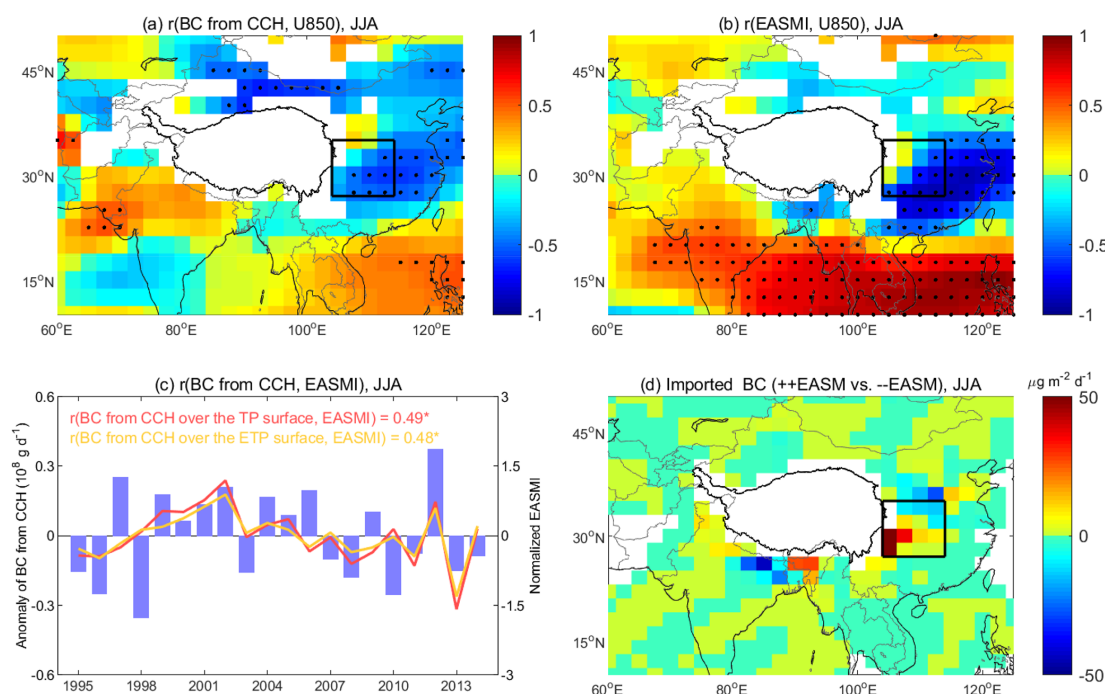 (a) r(BC from CCH, U850), JJA
45°N
30°N
15°N
60°E
80°E
100°E
120°E
1
0.5
0
-0.5
-1
(b) r(EASMI, U850), JJA
45°N
30°N
15°N
60°E
80°E
100°E
120°E
1
0.5
0
-0.5
-1
(c) r(BC from CCH, EASMI), JJA
r(BC from CCH over the TP surface, EASMI) = 0.49*
r(BC from CCH over the ETP surface, EASMI) = 0.48*
Anomaly of BC from CCH (10⁸ g d⁻¹)
0.6
0.3
0
-0.3
-0.6
1995
1998
2001
2004
2007
2010
2013
3
1.5
0
-1.5
-3
Normalized EASMI
(d) Imported BC (++EASM vs. --EASM), JJA
μg m⁻² d⁻¹
45°N
30°N
15°N
60°E
80°E
100°E
120°E
50
0
-50